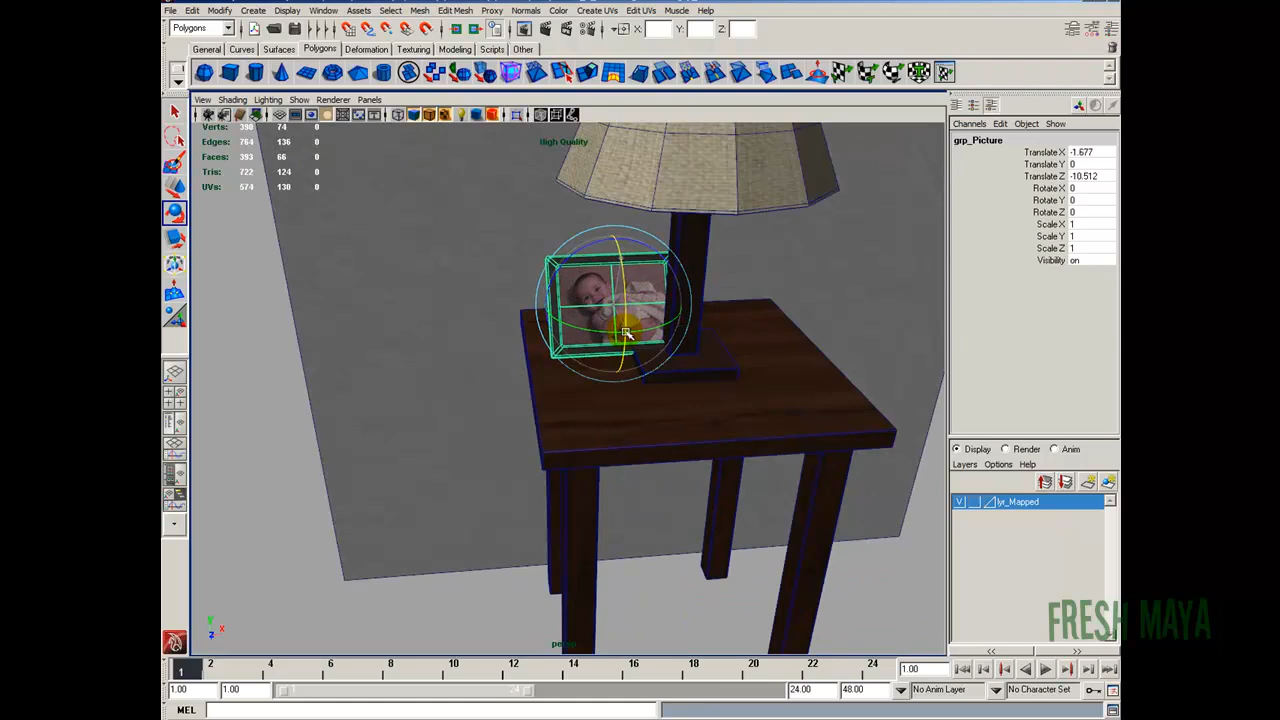 File Edit Modify Create Display Window Assets Select Mesh Edit Mesh Proxy Normals Color Create UVs Edit UVs Muscle Help
Polygons X: Y: Z:
General Curves Surfaces Polygons Deformation Texturing Modeling Scripts Other
View Shading Lighting Show Renderer Panels
Verts: 390 74 0
Edges: 764 136 0
Faces: 393 66 0
Tris: 722 124 0
UVs: 574 130 0
High Quality
Channels Edit Object Show
grp_Picture
Translate X -1.677
Translate Y 0
Translate Z -10.512
Rotate X 0
Rotate Y 0
Rotate Z 0
Scale X 1
Scale Y 1
Scale Z 1
Visibility on
Display Render Anim
Layers Options Help
V lyr_Mapped
FRESH MAYA
Y
X
Z
persp
1 2 4 6 8 10 12 14 16 18 20 22 24 1.00
1.00 1.00 1 24 24.00 48.00 No Anim Layer No Character Set
MEL